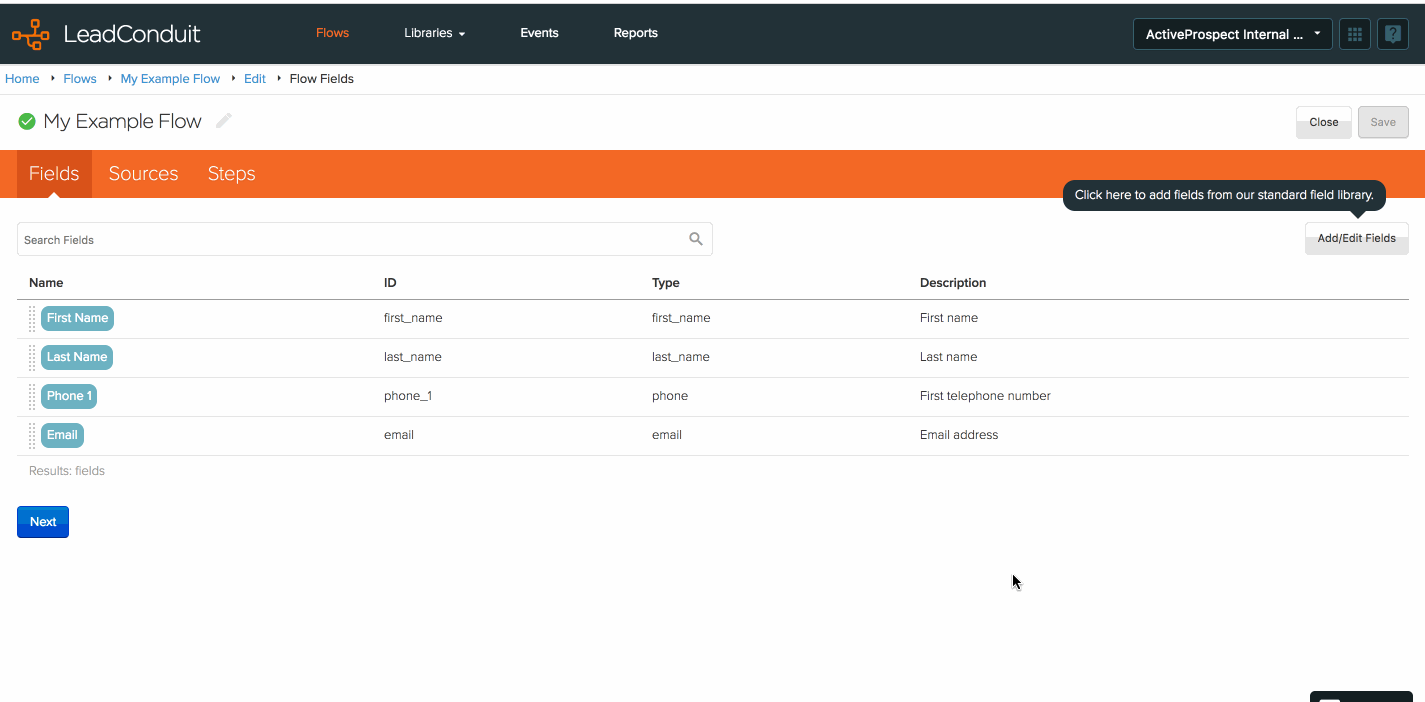 LeadConduit Flows Libraries Events Reports ActiveProspect Internal ...
Home Flows My Example Flow Edit Flow Fields
My Example Flow Close Save
Fields Sources Steps
Click here to add fields from our standard field library.
Search Fields Add/Edit Fields
Name ID Type Description
First Name first_name first_name First name
Last Name last_name last_name Last name
Phone 1 phone_1 phone First telephone number
Email email email Email address
Results: fields
Next